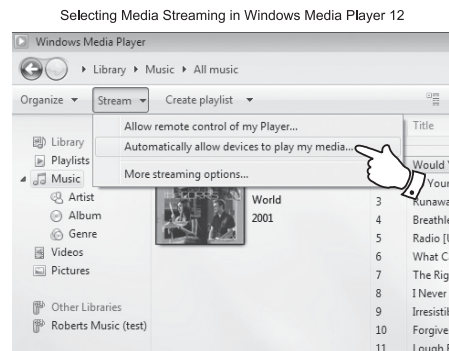 Selecting Media Streaming in Windows Media Player 12
Windows Media Player
Library ▸ Music ▸ All music
Organize Stream Create playlist
Allow remote control of my Player...
Automatically allow devices to play my media...
More streaming options...
Title
Library
Playlists
Music
Artist
Album
Genre
Videos
Pictures
Other Libraries
Roberts Music (test)
World
2001
Would
Your
3 Runawa
4 Breathle
5 Radio [
6 What C
7 The Rig
8 I Never
9 Irresistib
10 Forgive
11 Lough